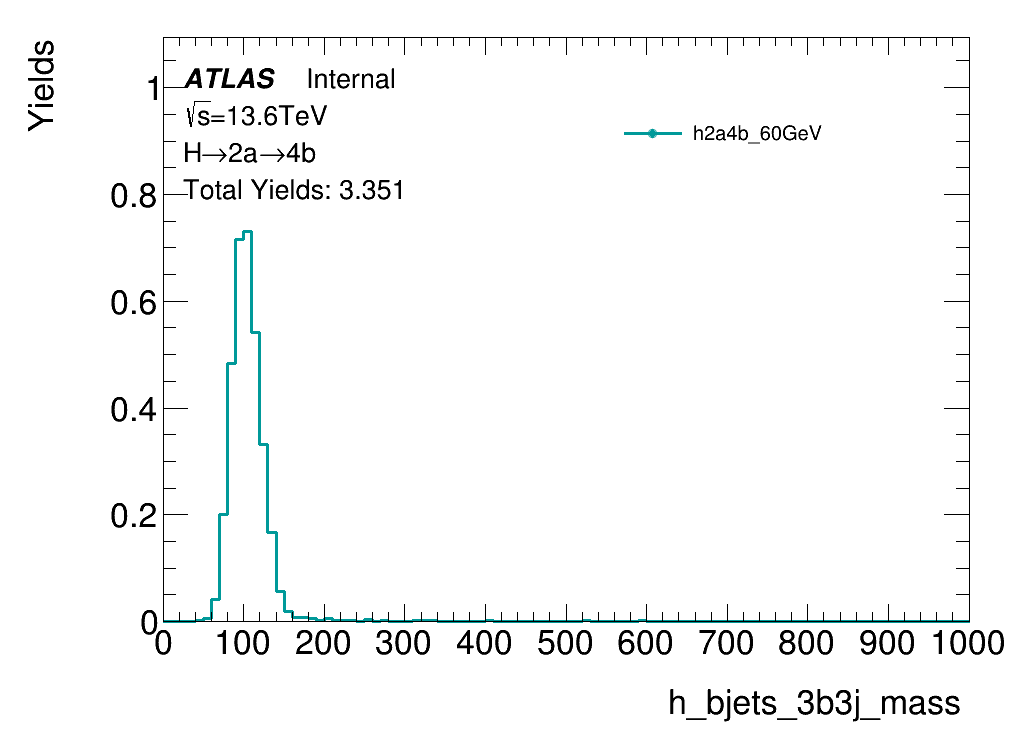 Yields
ATLAS Internal
√s=13.6TeV
H→2a→4b
Total Yields: 3.351
h2a4b_60GeV
1
0.8
0.6
0.4
0.2
0
0 100 200 300 400 500 600 700 800 900 1000
h_bjets_3b3j_mass